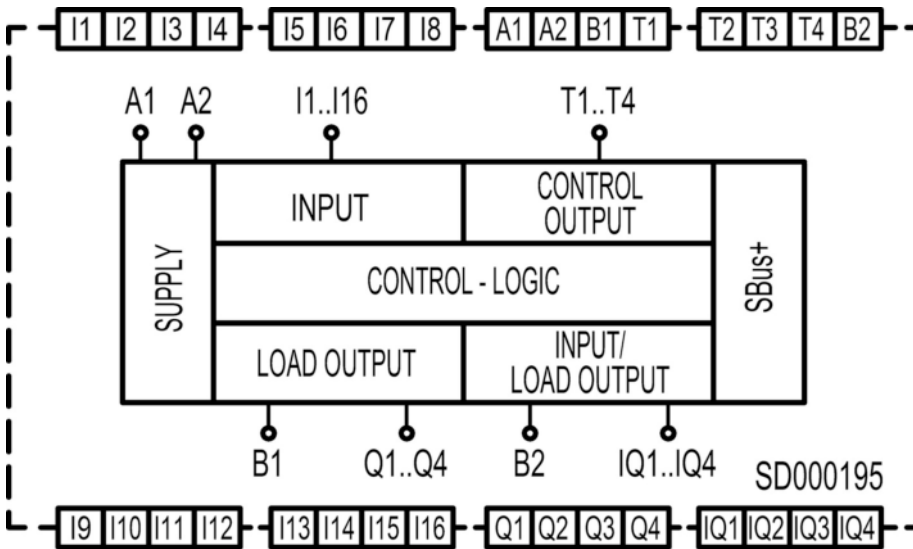 I1 I2 I3 I4 I5 I6 I7 I8 A1 A2 B1 T1 T2 T3 T4 B2
A1 A2 I1..I16 T1..T4
INPUT
CONTROL
OUTPUT
SUPPLY
CONTROL - LOGIC
SBus+
LOAD OUTPUT
INPUT/
LOAD OUTPUT
B1 Q1..Q4 B2 IQ1..IQ4
SD000195
I9 I10 I11 I12 I13 I14 I15 I16 Q1 Q2 Q3 Q4 IQ1 IQ2 IQ3 IQ4